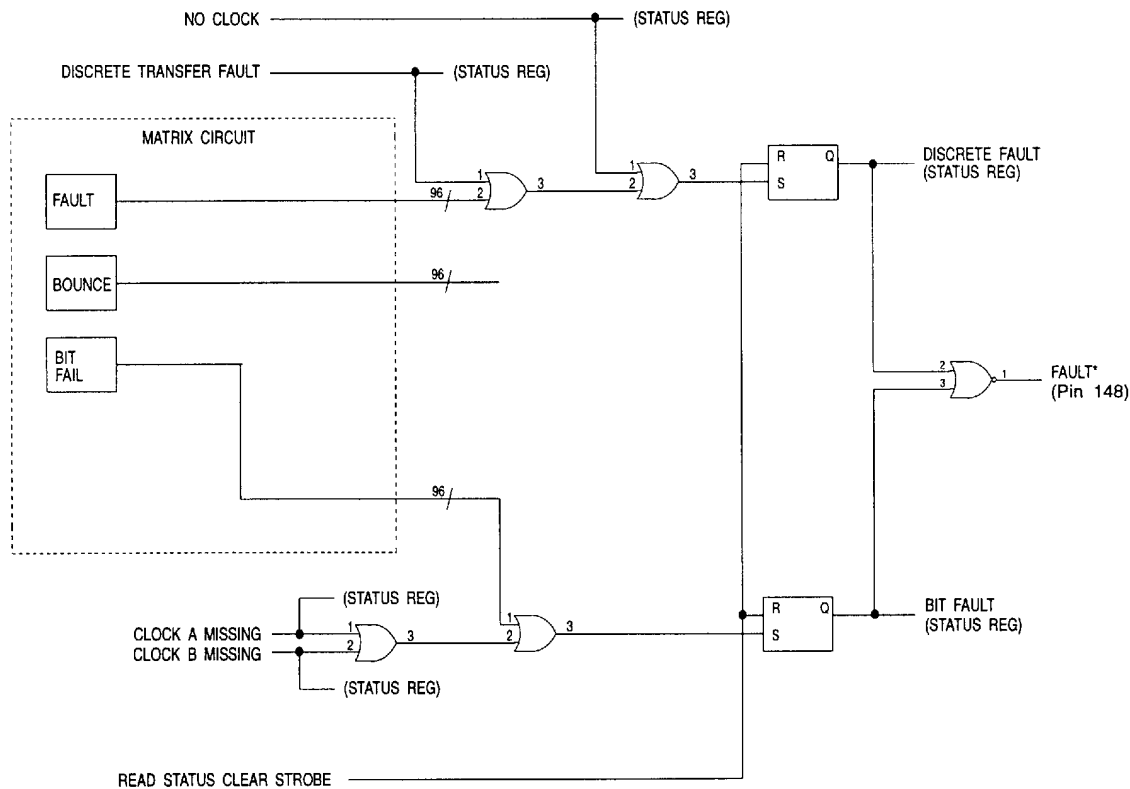 NO CLOCK
(STATUS REG)
DISCRETE TRANSFER FAULT
(STATUS REG)
MATRIX CIRCUIT
FAULT
96
1
2
3
1
2
3
R
Q
S
DISCRETE FAULT
(STATUS REG)
BOUNCE
96
BIT
FAIL
96
2
3
1
FAULT*
(Pin 148)
(STATUS REG)
CLOCK A MISSING
CLOCK B MISSING
1
2
3
(STATUS REG)
1
2
3
R
Q
S
BIT FAULT
(STATUS REG)
READ STATUS CLEAR STROBE